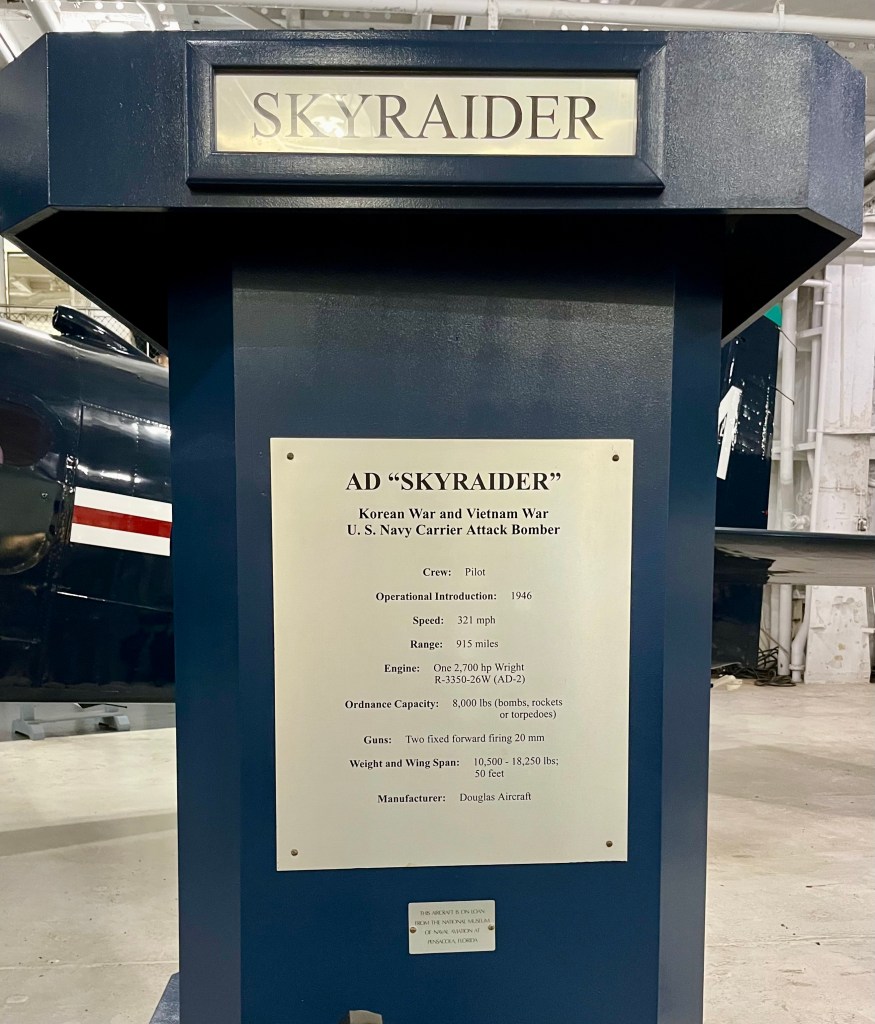 SKYRAIDER
AD “SKYRAIDER”
Korean War and Vietnam War
U. S. Navy Carrier Attack Bomber
Crew: Pilot
Operational Introduction: 1946
Speed: 321 mph
Range: 915 miles
Engine: One 2,700 hp Wright
R-3350-26W (AD-2)
Ordnance Capacity: 8,000 lbs (bombs, rockets
or torpedoes)
Guns: Two fixed forward firing 20 mm
Weight and Wing Span: 10,500 - 18,250 lbs;
50 feet
Manufacturer: Douglas Aircraft
THIS AIRCRAFT IS ON LOAN
FROM THE NATIONAL MUSEUM
OF NAVAL AVIATION AT
PENSACOLA, FLORIDA